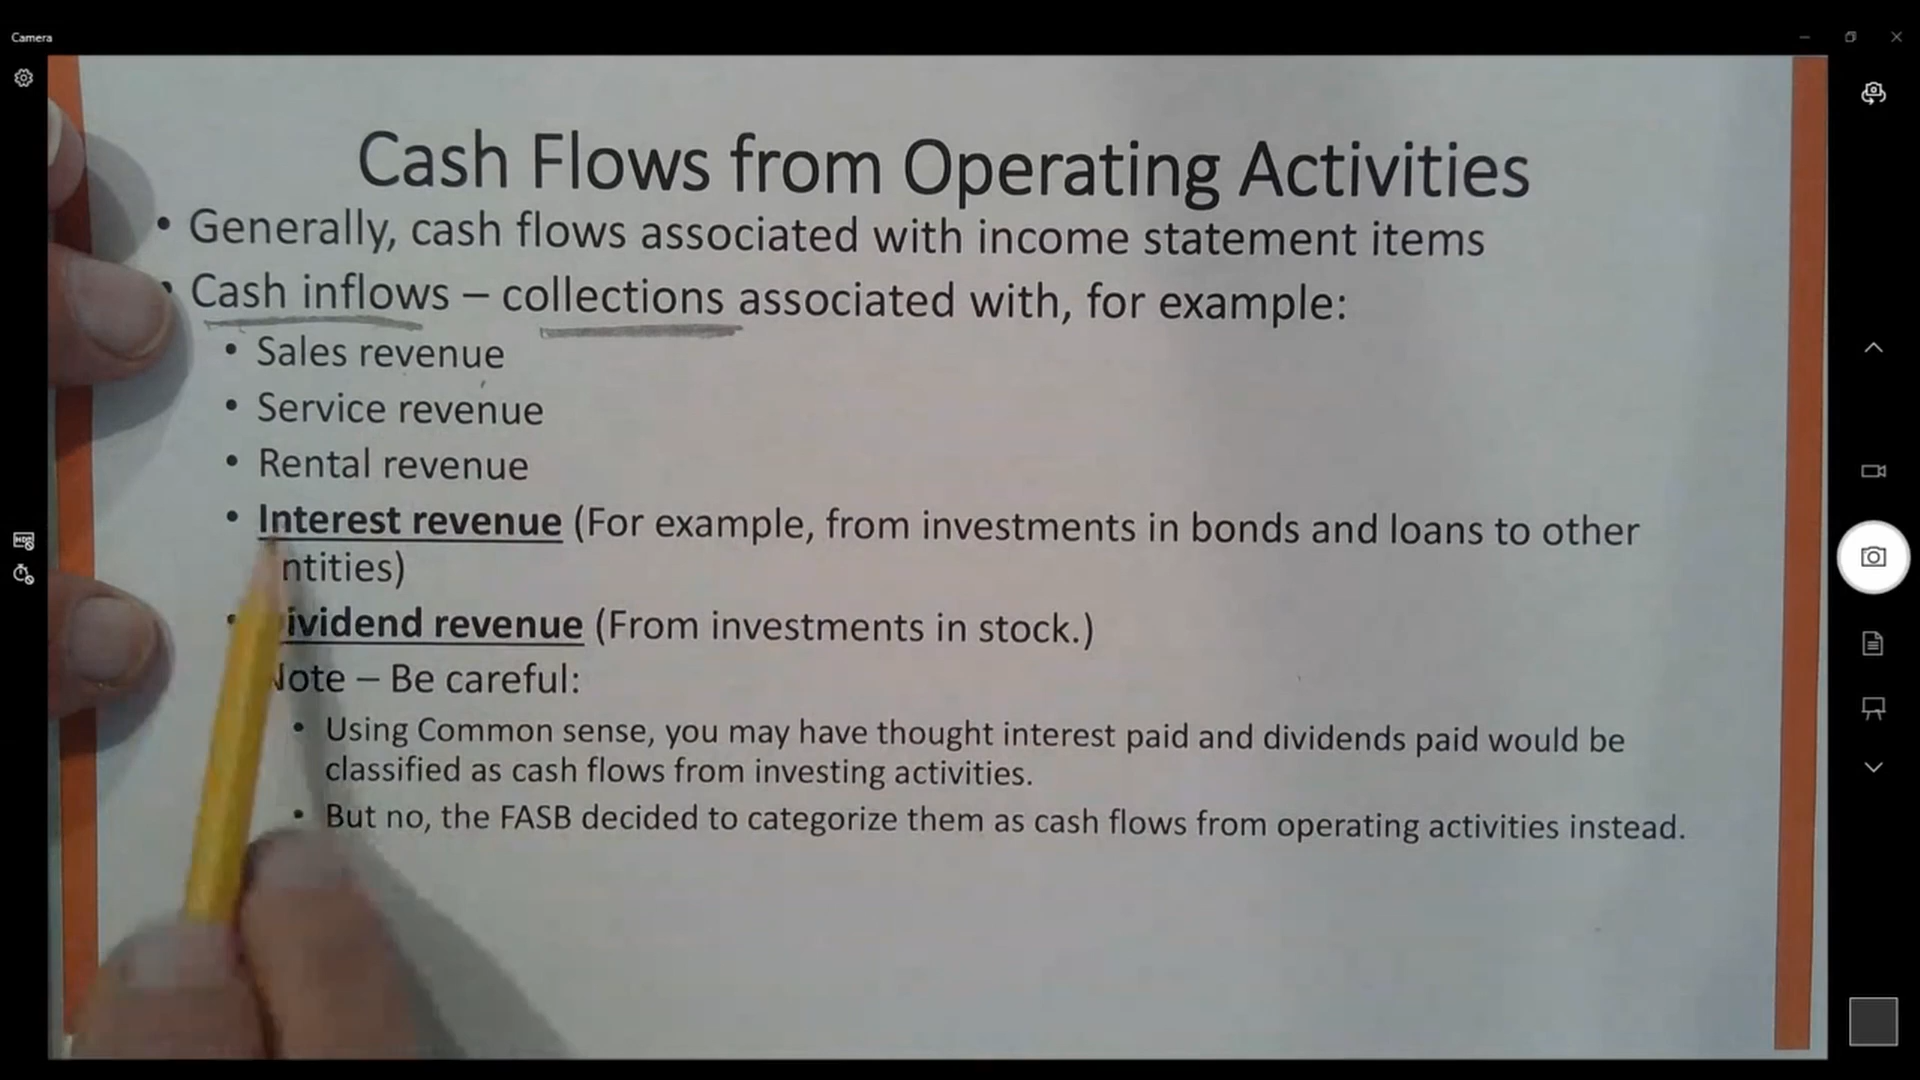 Camera
Cash Flows from Operating Activities
• Generally, cash flows associated with income statement items
• Cash inflows – collections associated with, for example:
• Sales revenue
• Service revenue
• Rental revenue
• Interest revenue (For example, from investments in bonds and loans to other
ntities)
• ividend revenue (From investments in stock.)
Note – Be careful:
• Using Common sense, you may have thought interest paid and dividends paid would be
classified as cash flows from investing activities.
• But no, the FASB decided to categorize them as cash flows from operating activities instead.